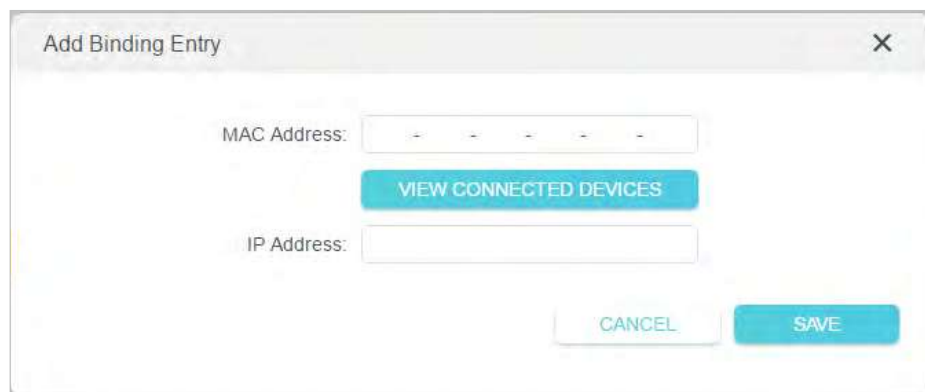 Add Binding Entry ×
MAC Address: - - - - -
VIEW CONNECTED DEVICES
IP Address:
CANCEL SAVE